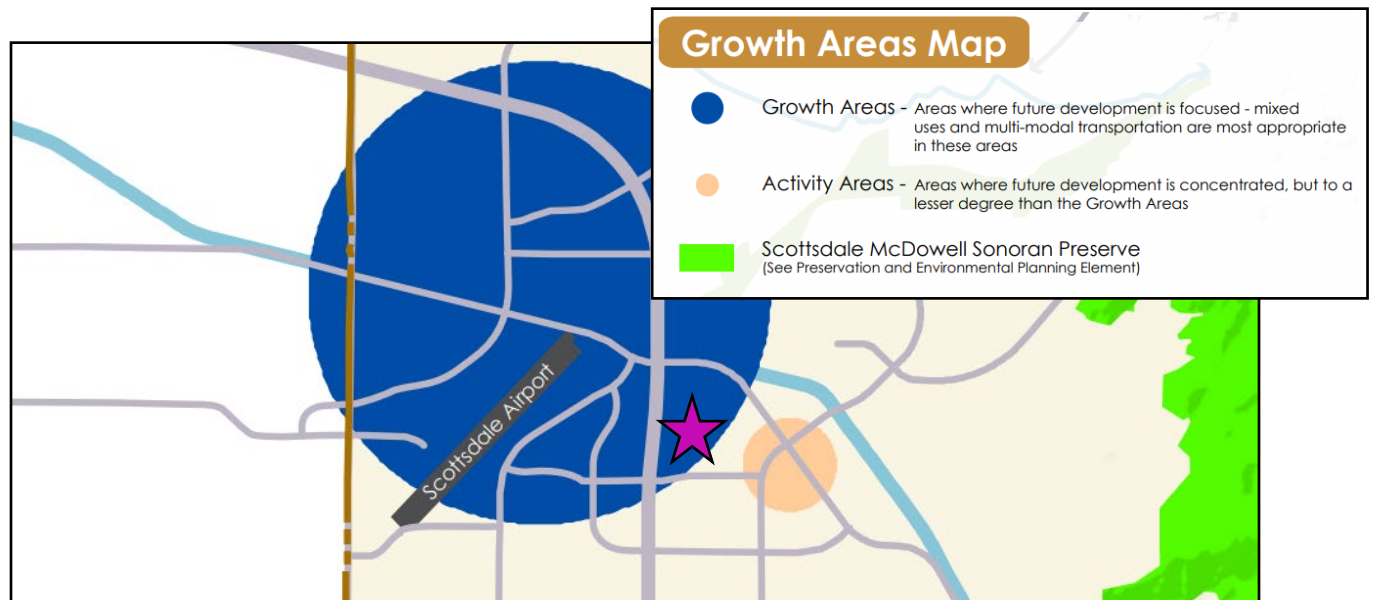 Growth Areas Map
Growth Areas - Areas where future development is focused - mixed
uses and multi-modal transportation are most appropriate
in these areas
Activity Areas - Areas where future development is concentrated, but to a
lesser degree than the Growth Areas
Scottsdale McDowell Sonoran Preserve
(See Preservation and Environmental Planning Element)
Scottsdale Airport